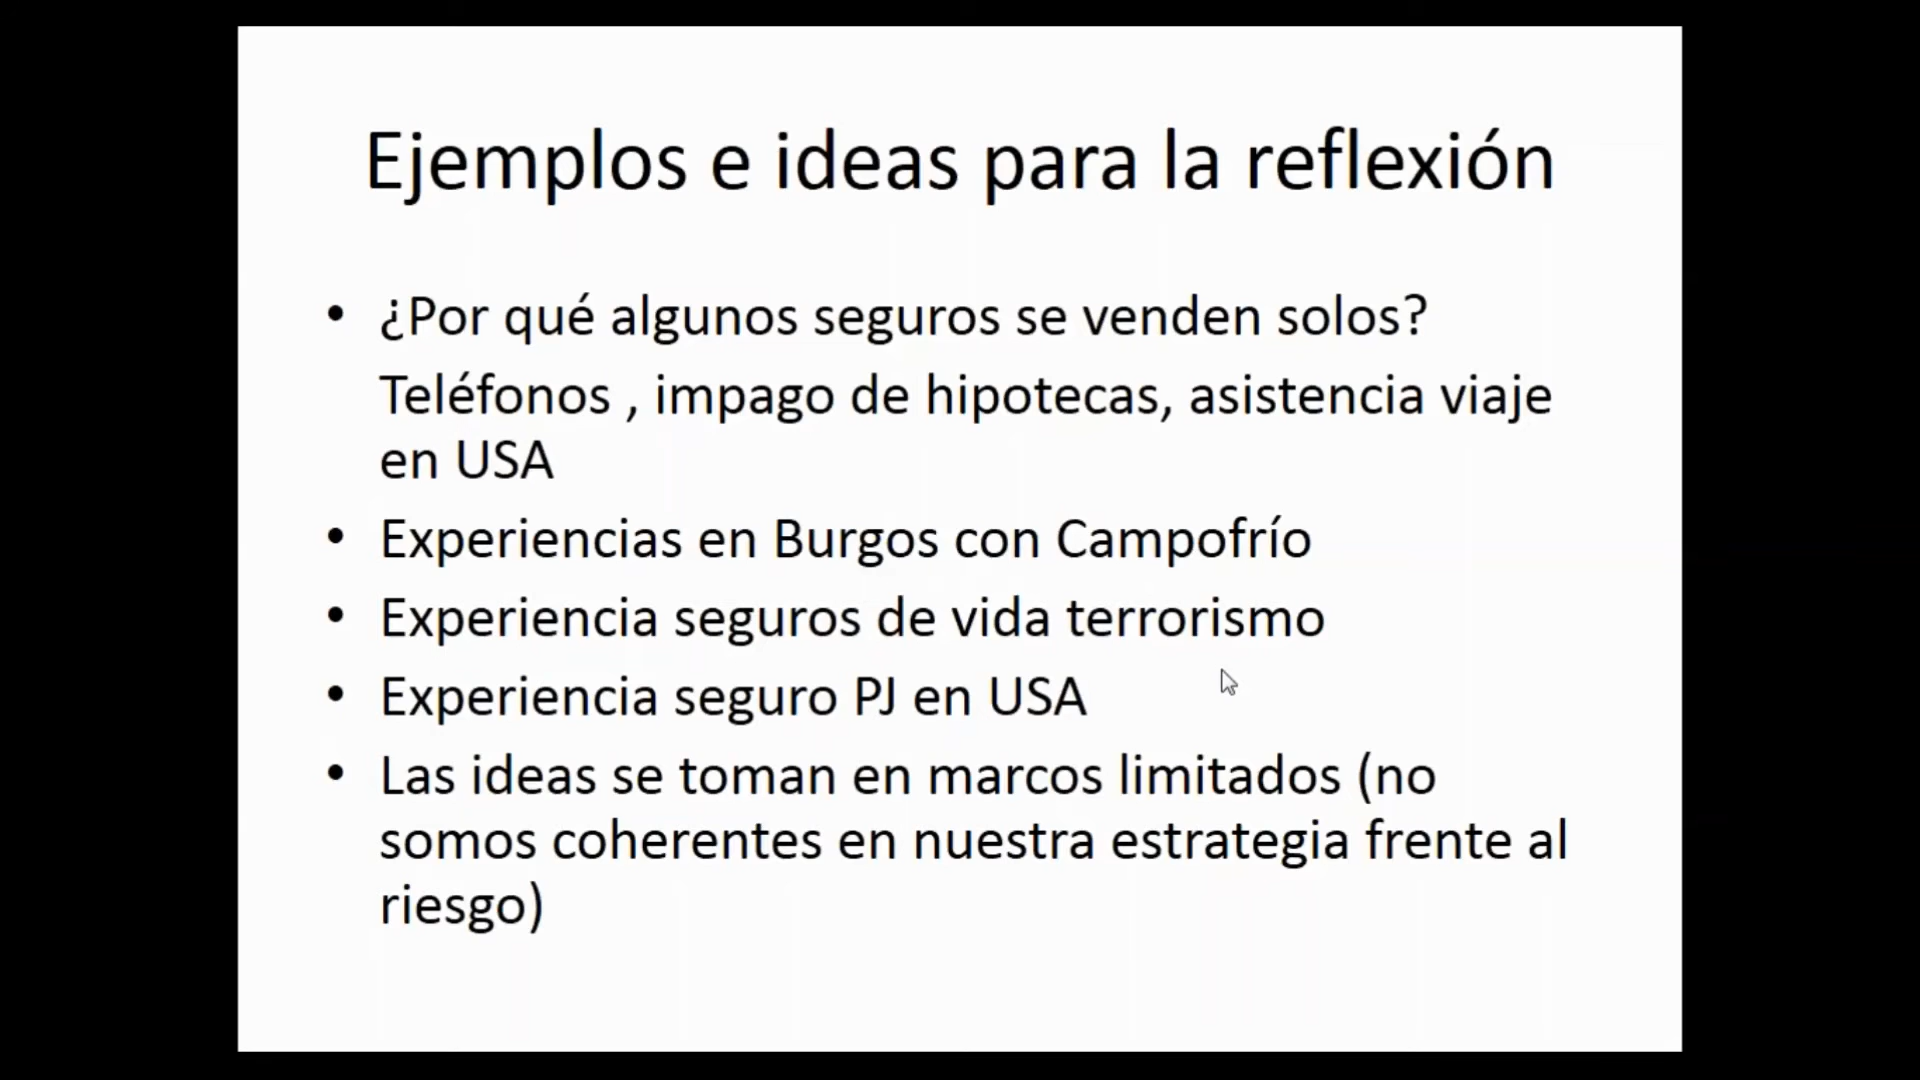 Ejemplos e ideas para la reflexión
• ¿Por qué algunos seguros se venden solos?
Teléfonos , impago de hipotecas, asistencia viaje
en USA
• Experiencias en Burgos con Campofrío
• Experiencia seguros de vida terrorismo
• Experiencia seguro PJ en USA
• Las ideas se toman en marcos limitados (no
somos coherentes en nuestra estrategia frente al
riesgo)